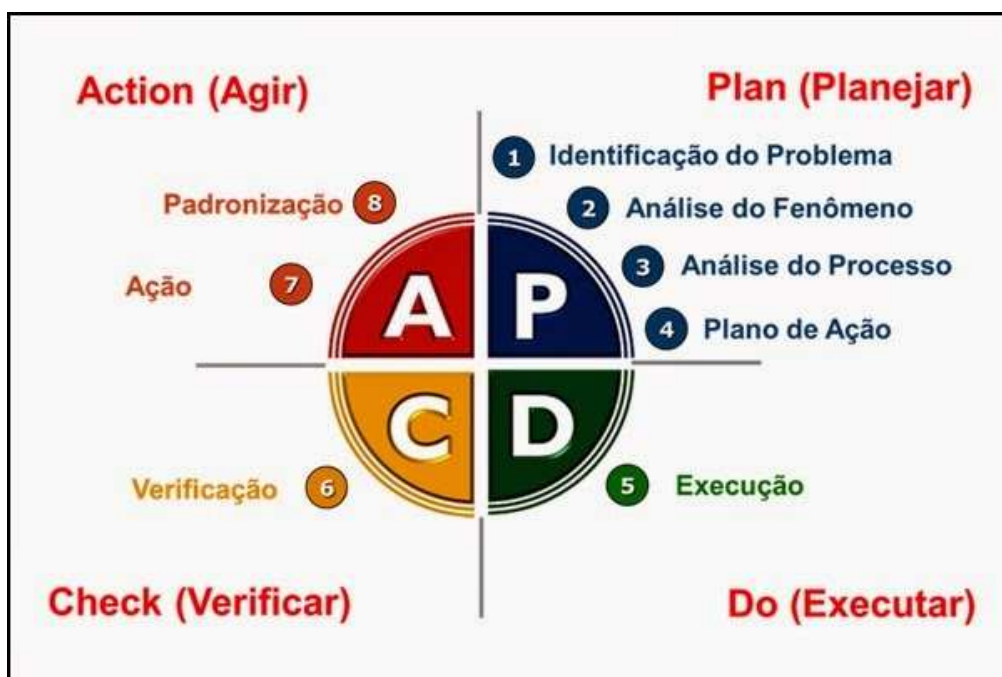 Action (Agir)
Plan (Planejar)
1 Identificação do Problema
2 Análise do Fenômeno
3 Análise do Processo
4 Plano de Ação
Padronização 8
Ação 7
A P
C D
Verificação 6
5 Execução
Check (Verificar)
Do (Executar)